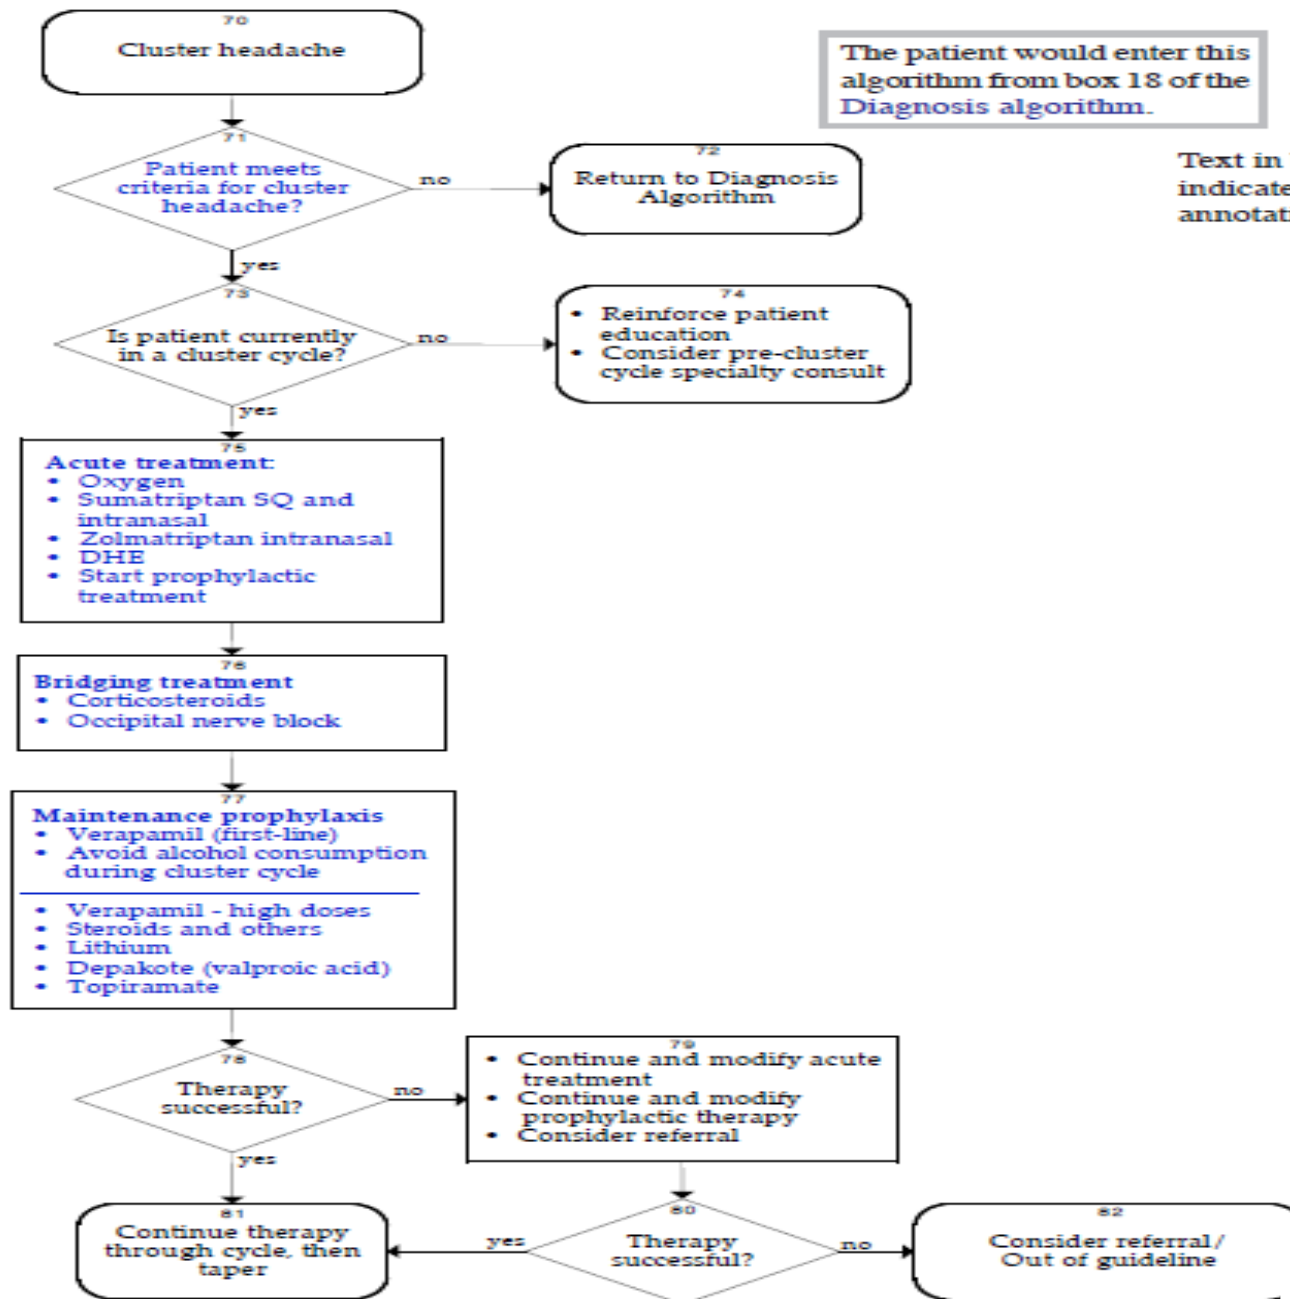 70
Cluster headache
The patient would enter this
algorithm from box 18 of the
Diagnosis algorithm.
71
Patient meets
criteria for cluster
headache?
no
72
Return to Diagnosis
Algorithm
Text in
indicate
annotat
yes
73
Is patient currently
in a cluster cycle?
no
74
• Reinforce patient
education
• Consider pre-cluster
cycle specialty consult
yes
75
Acute treatment:
• Oxygen
• Sumatriptan SQ and
intranasal
• Zolmatriptan intranasal
• DHE
• Start prophylactic
treatment
76
Bridging treatment
• Corticosteroids
• Occipital nerve block
77
Maintenance prophylaxis
• Verapamil (first-line)
• Avoid alcohol consumption
during cluster cycle
• Verapamil - high doses
• Steroids and others
• Lithium
• Depakote (valproic acid)
• Topiramate
78
Therapy
successful?
no
79
• Continue and modify acute
treatment
• Continue and modify
prophylactic therapy
• Consider referral
yes
81
Continue therapy
through cycle, then
taper
yes
80
Therapy
successful?
no
82
Consider referral/
Out of guideline